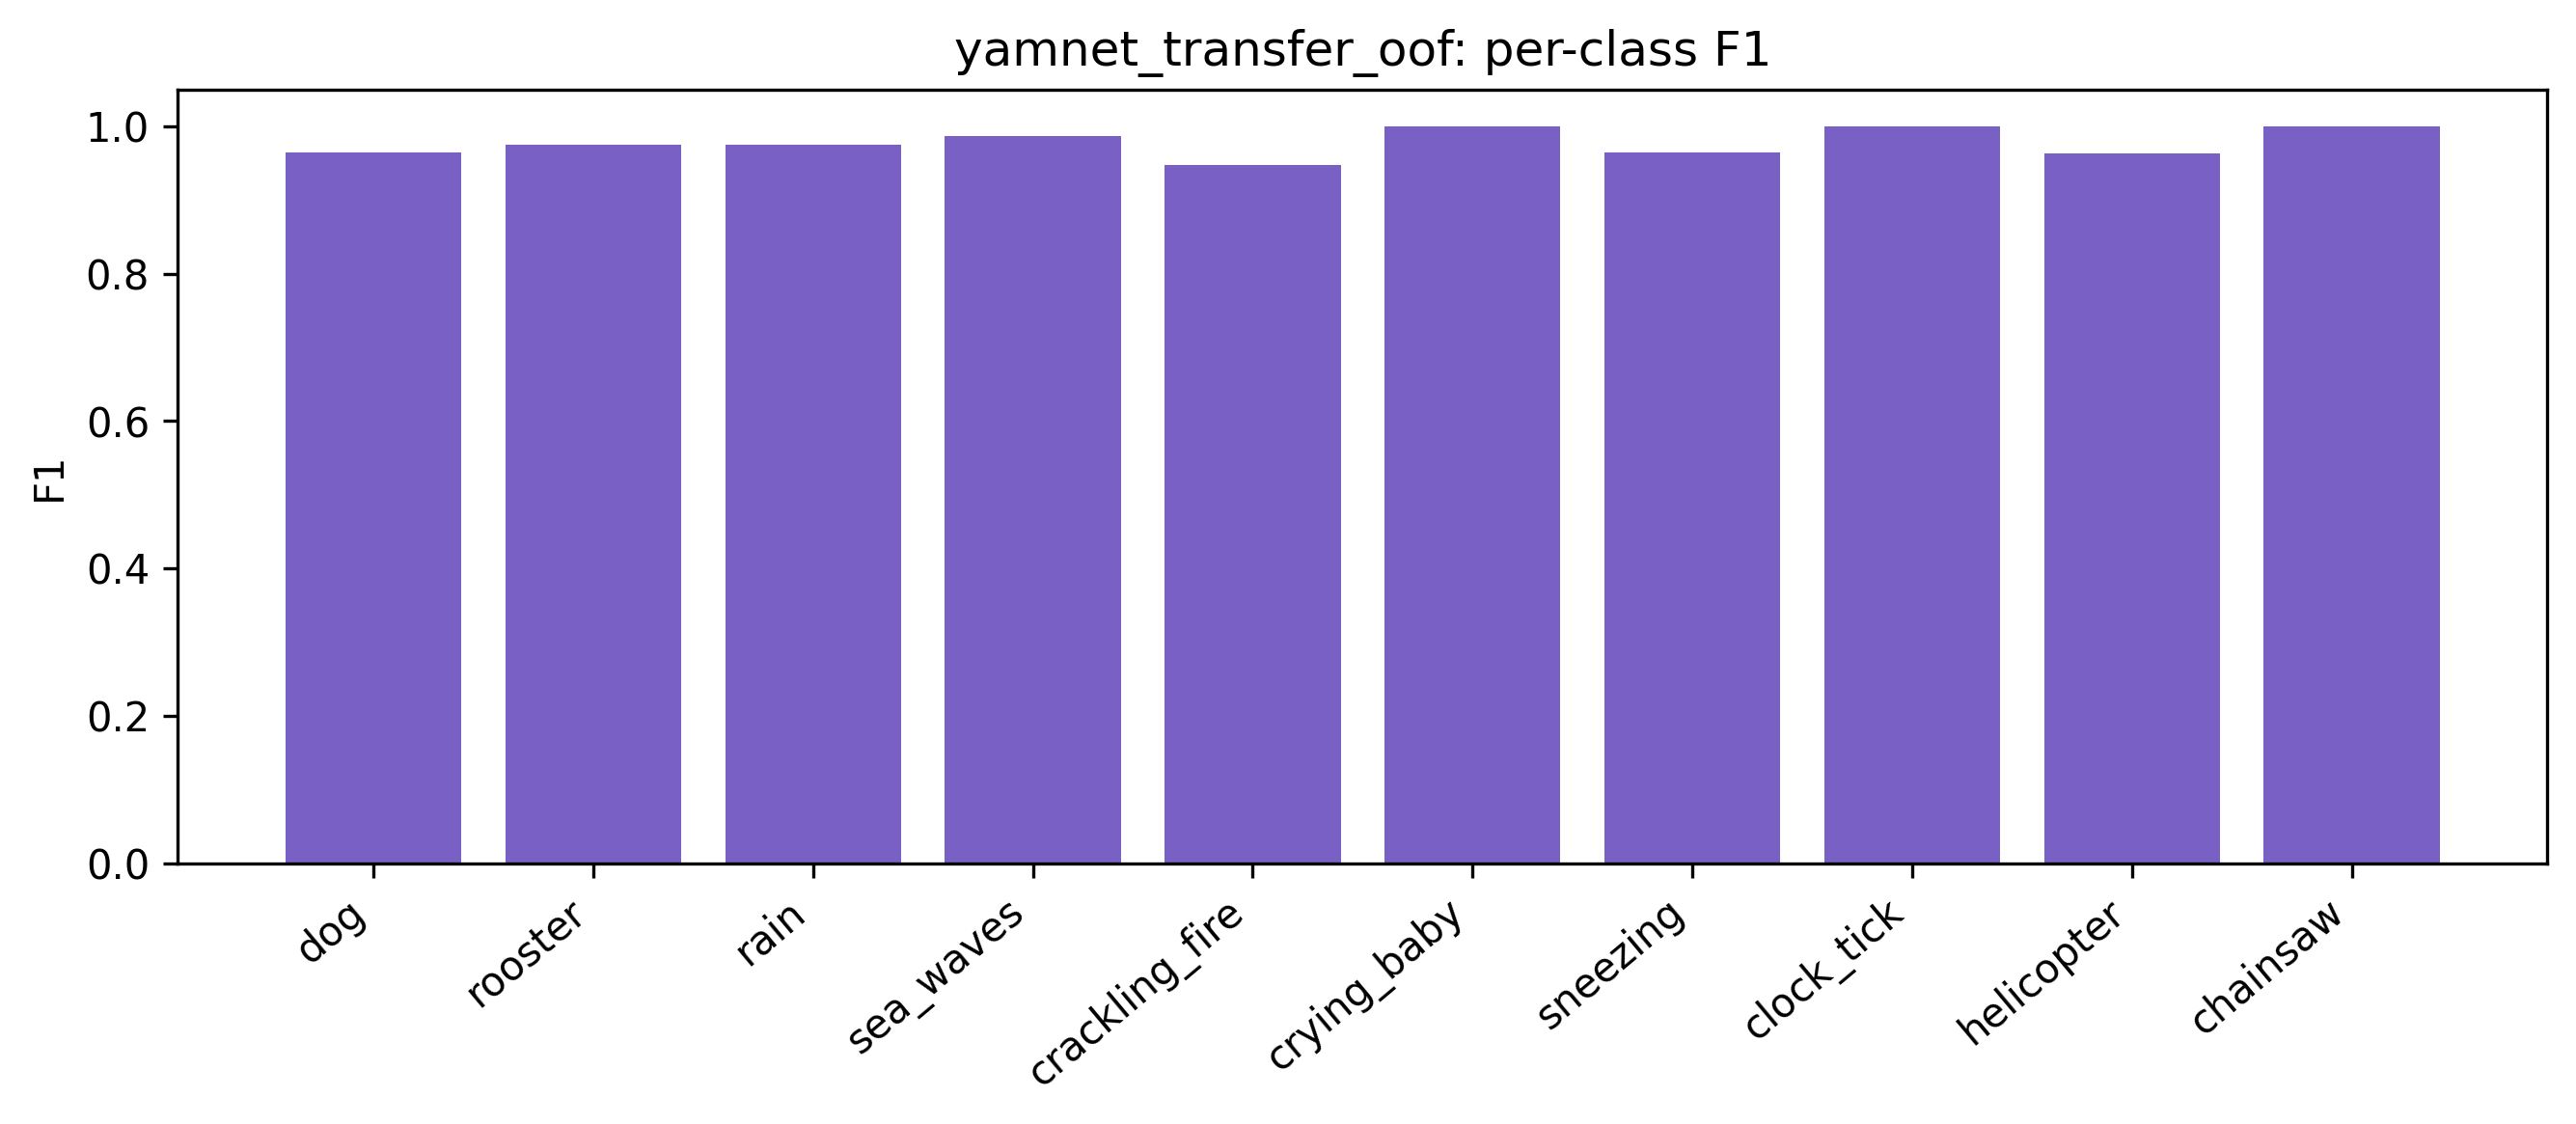 yamnet_transfer_oof: per-class F1
1.0
0.8
0.6
0.4
0.2
0.0
F1
dog
rooster
rain
sea_waves
crackling_fire
crying_baby
sneezing
clock_tick
helicopter
chainsaw